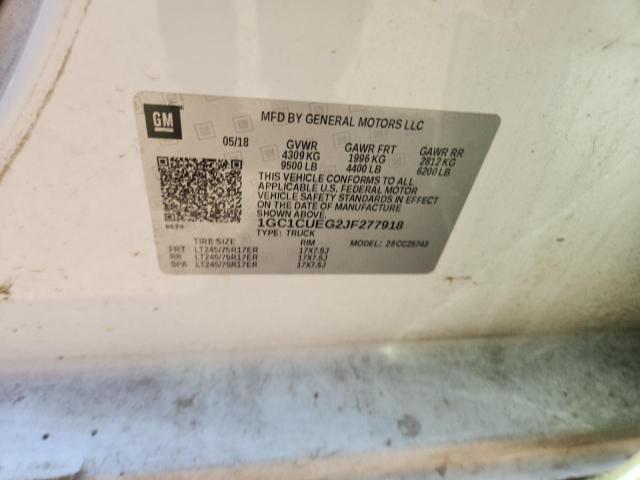 GM
MFD BY GENERAL MOTORS LLC
05/18 GVWR GAWR FRT GAWR RR
4309 KG 1996 KG 2812 KG
9500 LB 4400 LB 6200 LB
THIS VEHICLE CONFORMS TO ALL
APPLICABLE U.S. FEDERAL MOTOR
VEHICLE SAFETY STANDARDS IN EFFECT
ON THE DATE OF MANUFACTURE
SHOWN ABOVE.
1GC1CUEG2JF277918
TYPE: TRUCK
TIRE SIZE RIM MODEL:
FRT LT245/75R17ER 17X7.5J
RR LT245/75R17ER 17X7.5J
SPA LT245/75R17ER 17X7.5J